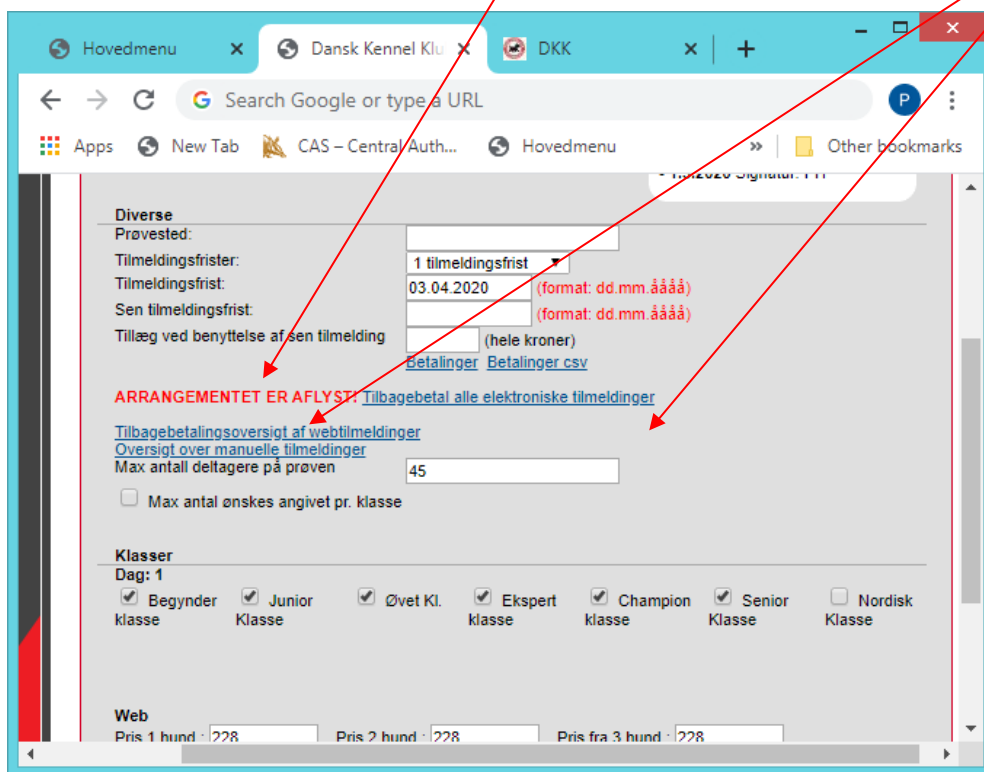 Hovedmenu
Dansk Kennel Klu
DKK
Search Google or type a URL
P
Apps
New Tab
CAS – Central Auth...
Hovedmenu
»
Other bookmarks
Diverse
Prøvested:
Tilmeldingsfrister: 1 tilmeldingsfrist
Tilmeldingsfrist: 03.04.2020 (format: dd.mm.åååå)
Sen tilmeldingsfrist: (format: dd.mm.åååå)
Tillæg ved benyttelse af sen tilmelding (hele kroner)
Betalinger Betalinger csv
ARRANGEMENTET ER AFLYST! Tilbagebetal alle elektroniske tilmeldinger
Tilbagebetalingsoversigt af webtilmeldinger
Oversigt over manuelle tilmeldinger
Max antall deltagere på prøven 45
Max antal ønskes angivet pr. klasse
Klasser
Dag: 1
Begynder klasse
Junior Klasse
Øvet Kl.
Ekspert klasse
Champion klasse
Senior Klasse
Nordisk Klasse
Web
Pris 1 hund : 228 Pris 2 hund : 228 Pris fra 3 hund : 228